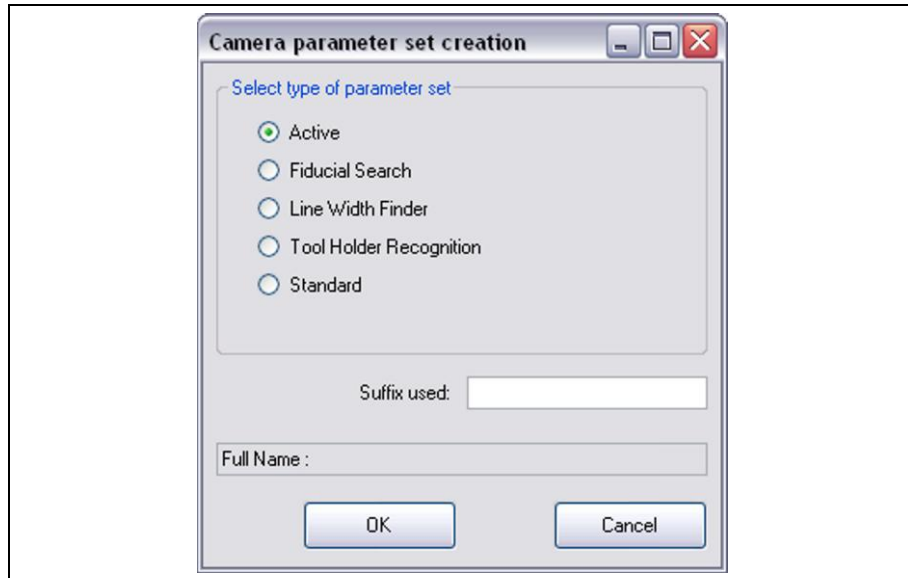 Camera parameter set creation
Select type of parameter set
Active
Fiducial Search
Line Width Finder
Tool Holder Recognition
Standard
Suffix used:
Full Name :
OK
Cancel